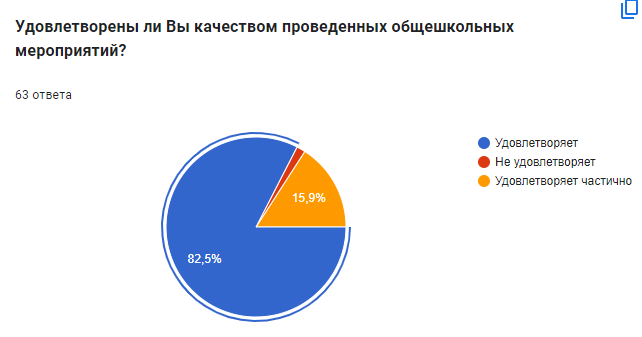 Удовлетворены ли Вы качеством проведенных общешкольных
мероприятий?
63 ответа
Удовлетворяет
Не удовлетворяет
Удовлетворяет частично
15,9%
82,5%